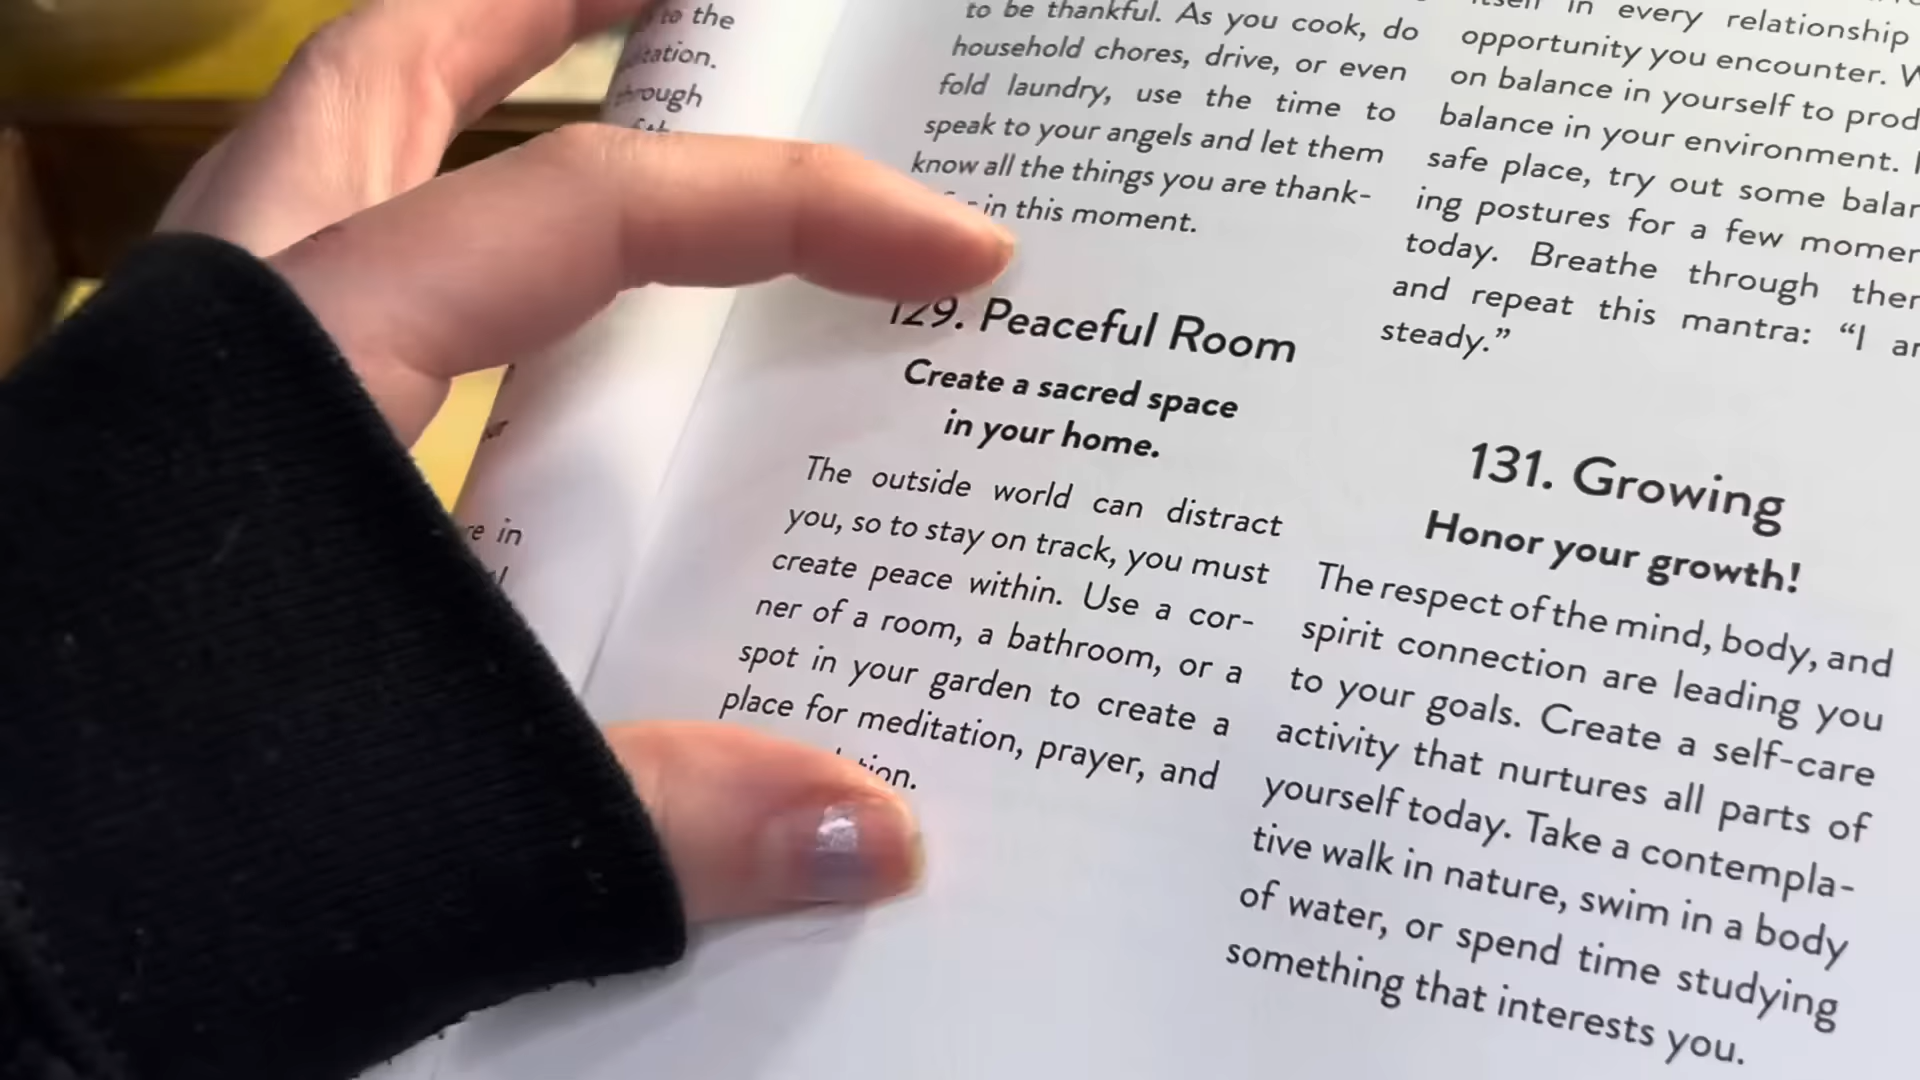 to the
tation.
through
to be thankful. As you cook, do
household chores, drive, or even
fold laundry, use the time to
speak to your angels and let them
know all the things you are thank-
in this moment.
129. Peaceful Room
Create a sacred space
in your home.
The outside world can distract
you, so to stay on track, you must
create peace within. Use a cor-
ner of a room, a bathroom, or a
spot in your garden to create a
place for meditation, prayer, and
in every relationship
opportunity you encounter.
on balance in yourself to prod
balance in your environment.
safe place, try out some balan
ing postures for a few momen
today. Breathe through then
and repeat this mantra: “I am
steady.”
131. Growing
Honor your growth!
The respect of the mind, body, and
spirit connection are leading you
to your goals. Create a self-care
activity that nurtures all parts of
yourself today. Take a contempla-
tive walk in nature, swim in a body
of water, or spend time studying
something that interests you.